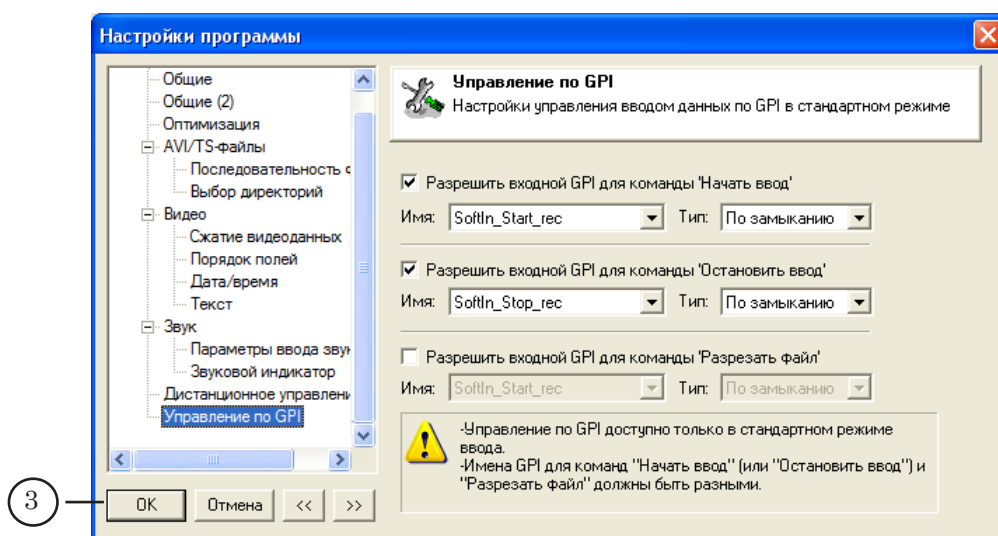 Настройки программы
Общие
Общие (2)
Оптимизация
AVI/TS-файлы
Последовательность
Выбор директорий
Видео
Сжатие видеоданных
Порядок полей
Дата/время
Текст
Звук
Параметры ввода
Звуковой индикатор
Дистанционное
Управление по GPI
Управление по GPI
Настройки управления вводом данных по GPI в стандартном режиме
Разрешить входной GPI для команды 'Начать ввод'
Имя: SoftIn_Start_rec Тип: По замыканию
Разрешить входной GPI для команды 'Остановить ввод'
Имя: SoftIn_Stop_rec Тип: По замыканию
Разрешить входной GPI для команды 'Разрезать файл'
Имя: SoftIn_Start_rec Тип: По замыканию
-Управление по GPI доступно только в стандартном режиме
ввода.
-Имена GPI для команд "Начать ввод" (или "Остановить ввод") и
"Разрезать файл" должны быть разными.
3
OK Отмена << >>